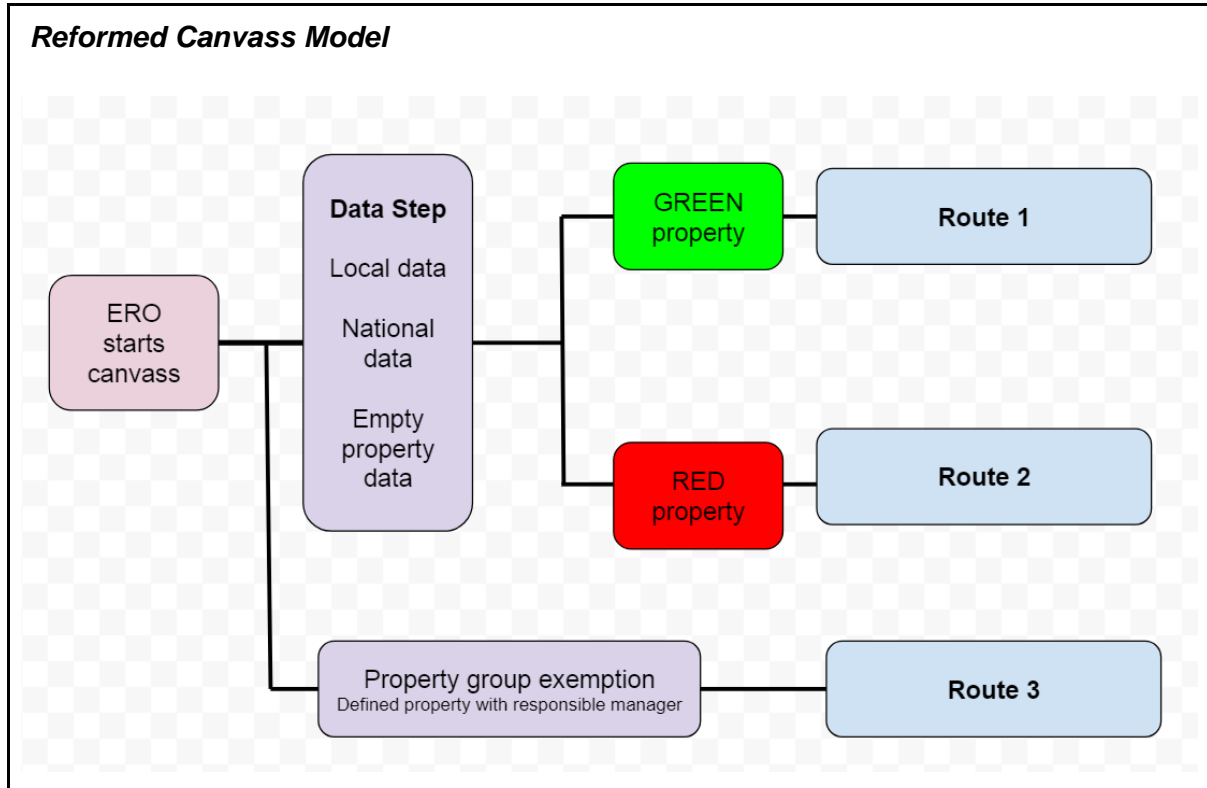 Reformed Canvass Model
ERO
starts
canvass
Data Step
Local data
National
data
Empty
property
data
GREEN
property
Route 1
RED
property
Route 2
Property group exemption
Defined property with responsible manager
Route 3